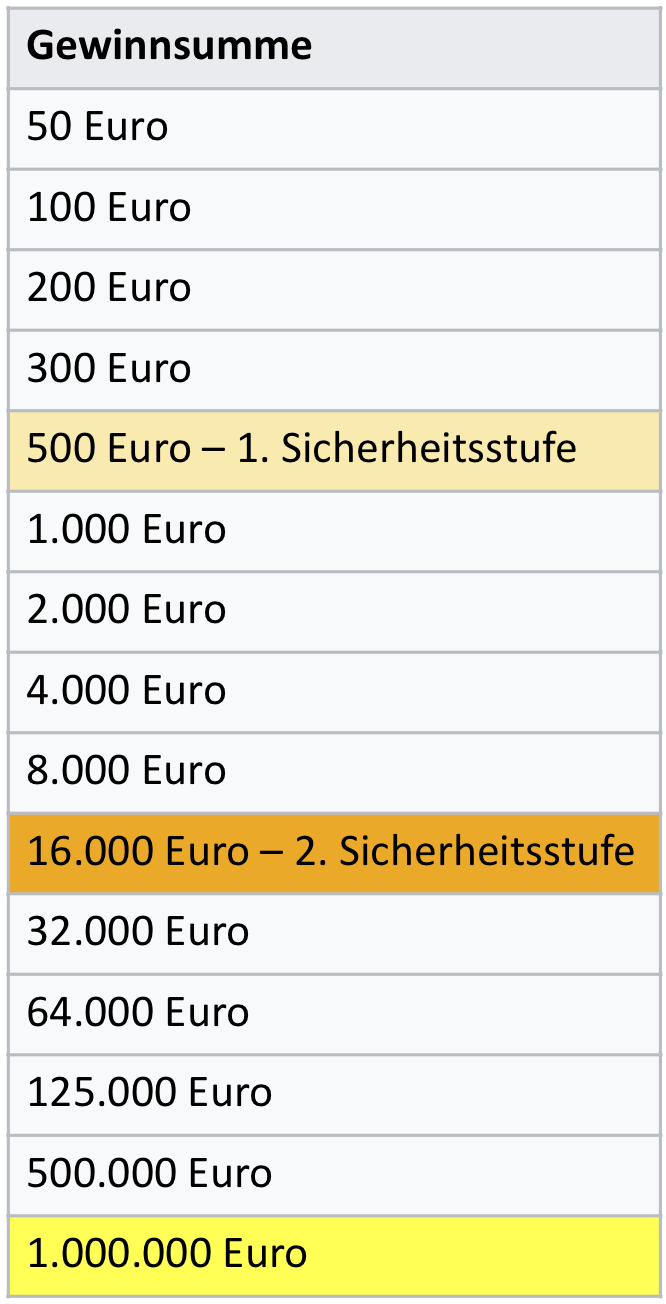 Gewinnsumme
50 Euro
100 Euro
200 Euro
300 Euro
500 Euro – 1. Sicherheitsstufe
1.000 Euro
2.000 Euro
4.000 Euro
8.000 Euro
16.000 Euro – 2. Sicherheitsstufe
32.000 Euro
64.000 Euro
125.000 Euro
500.000 Euro
1.000.000 Euro